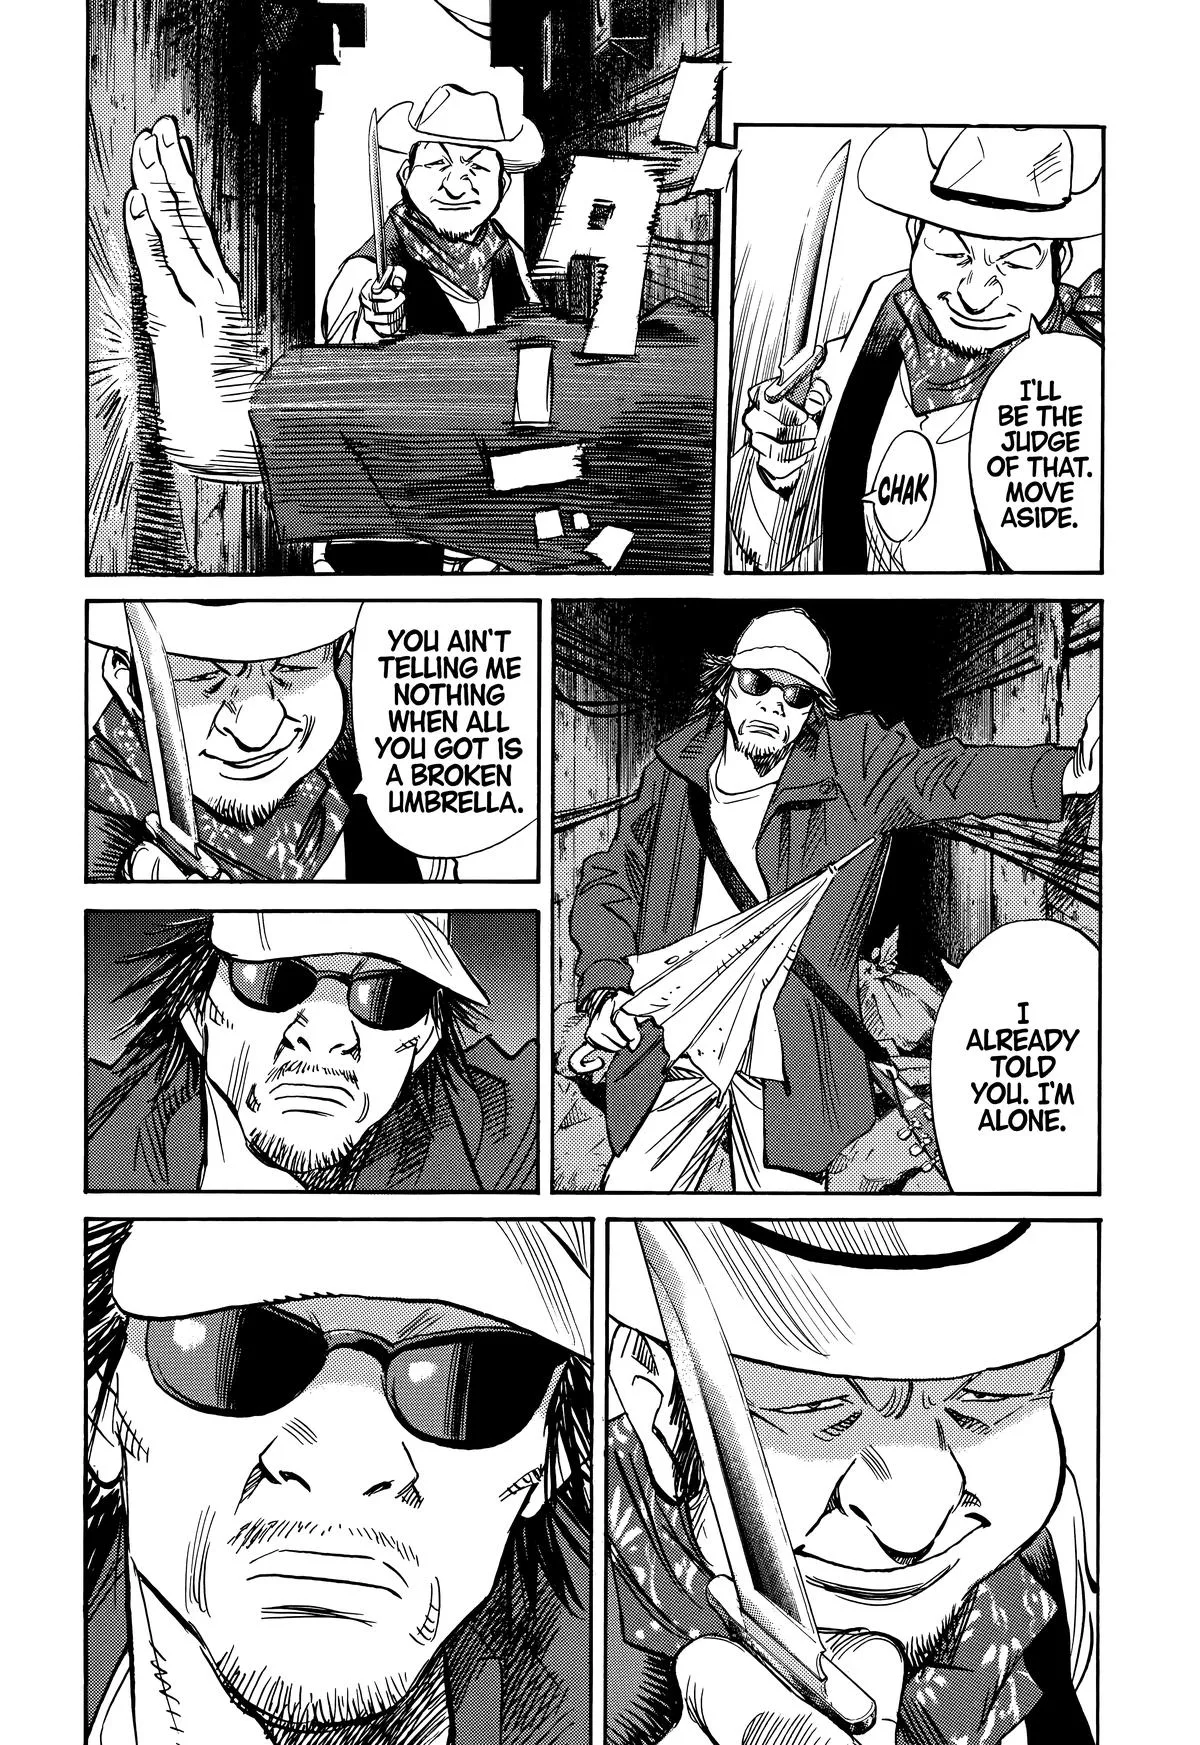 I'LL
BE THE
JUDGE
OF THAT.
MOVE
ASIDE.
CHAK
I
ALREADY
TOLD
YOU. I'M
ALONE.
YOU AIN'T
TELLING ME
NOTHING
WHEN ALL
YOU GOT IS
A BROKEN
UMBRELLA.